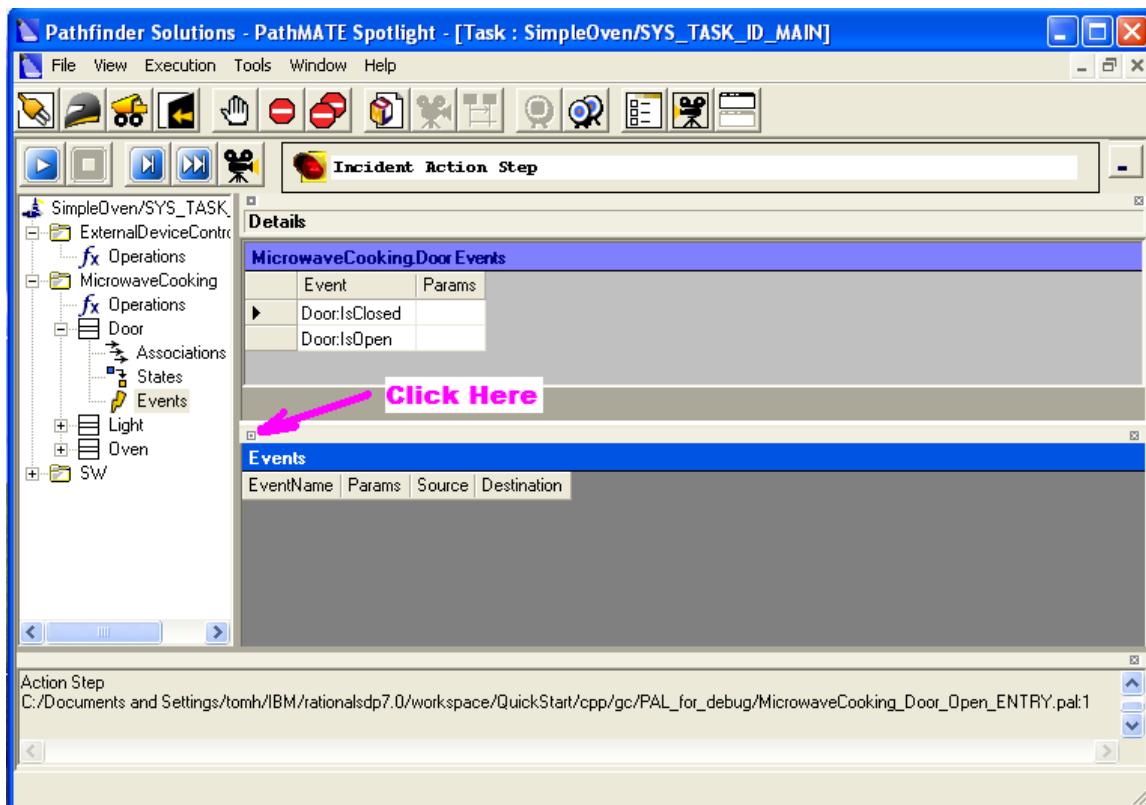 Pathfinder Solutions - PathMATE Spotlight - [Task : SimpleOven/SYS_TASK_ID_MAIN]
File View Execution Tools Window Help
Incident Action Step
SimpleOven/SYS_TASK_
ExternalDeviceContro
Operations
MicrowaveCooking
Operations
Door
Associations
States
Events
Light
Oven
SW
Details
MicrowaveCooking.Door Events
Event Params
Door:IsClosed
Door:IsOpen
Click Here
Events
EventName Params Source Destination
Action Step
C:/Documents and Settings/tomh/IBM/rationalsdp7.0/workspace/QuickStart/cpp/gc/PAL_for_debug/MicrowaveCooking_Door_Open_ENTRY.pal:1